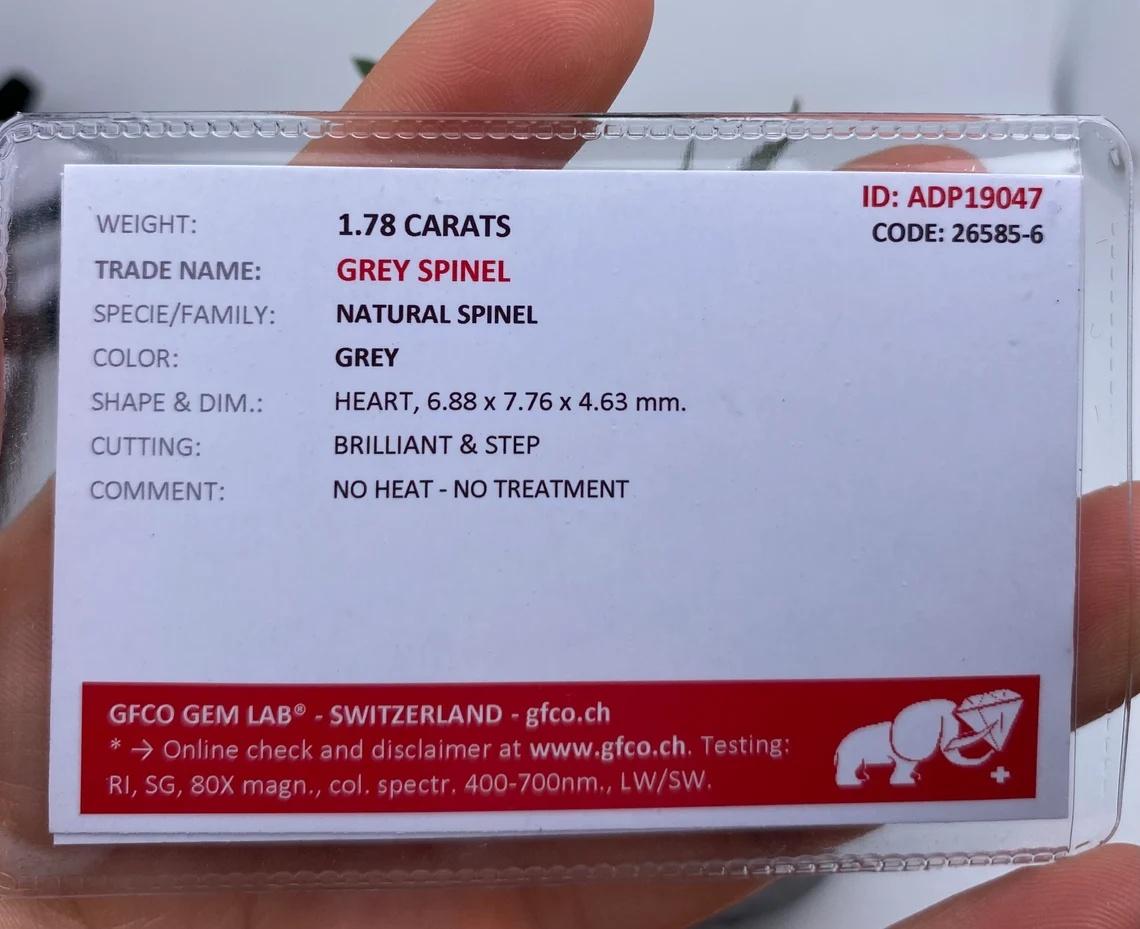 ID: ADP19047
CODE: 26585-6
WEIGHT: 1.78 CARATS
TRADE NAME: GREY SPINEL
SPECIE/FAMILY: NATURAL SPINEL
COLOR: GREY
SHAPE & DIM.: HEART, 6.88 x 7.76 x 4.63 mm.
CUTTING: BRILLIANT & STEP
COMMENT: NO HEAT - NO TREATMENT
GFCO GEM LAB® - SWITZERLAND - gfco.ch
* → Online check and disclaimer at www.gfco.ch. Testing:
RI, SG, 80X magn., col. spectr. 400-700nm., LW/SW.